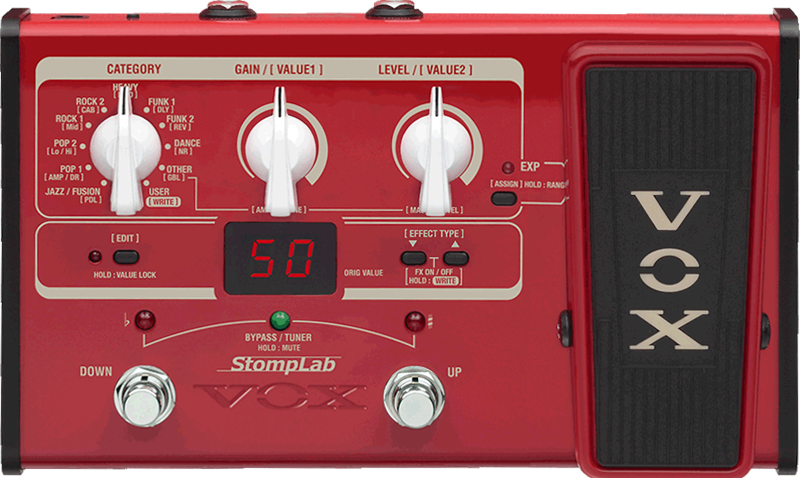 CATEGORY
GAIN / [ VALUE1 ]
LEVEL / [ VALUE2 ]
HEAVY
ROCK 2
[ CAB ]
FUNK 1
[ DLY ]
ROCK 1
[ Mid ]
FUNK 2
[ REV ]
POP 2
[ Lo / Hi ]
DANCE
[ NR ]
POP 1
[ AMP / DR ]
OTHER
[ GBL ]
JAZZ / FUSION
[ PDL ]
USER
[ WRITE ]
EXP
[ ASSIGN ] HOLD : RANGE
[ EDIT ]
HOLD : VALUE LOCK
50
ORIG VALUE
[ EFFECT TYPE ]
▼ ▲
[ FX ON / OFF
HOLD : WRITE ]
♭
♯
BYPASS / TUNER
HOLD : MUTE
StompLab
VOX
DOWN
UP
VOX